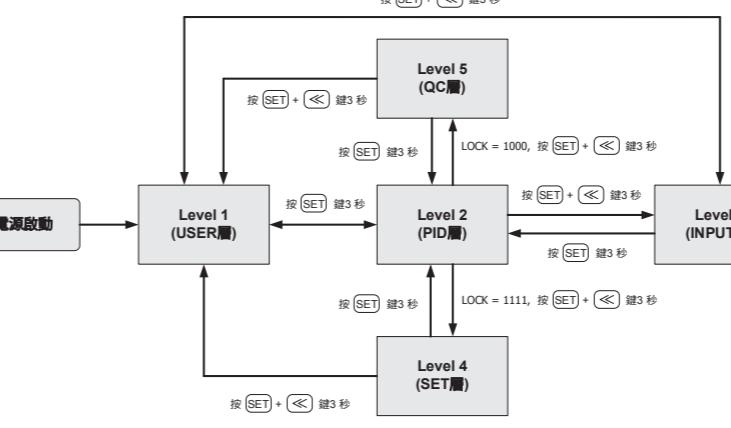 按 SET + ≪ 鍵3 秒
Level 5
(QC層)
按 SET + ≪ 鍵3 秒
按 SET 鍵3 秒
LOCK = 1000, 按 SET + ≪ 鍵3 秒
電源啟動
Level 1
(USER層)
按 SET 鍵3 秒
Level 2
(PID層)
按 SET + ≪ 鍵3 秒
按 SET 鍵3 秒
Level
(INPUT
按 SET 鍵3 秒
LOCK = 1111, 按 SET + ≪ 鍵3 秒
Level 4
(SET層)
按 SET + ≪ 鍵3 秒